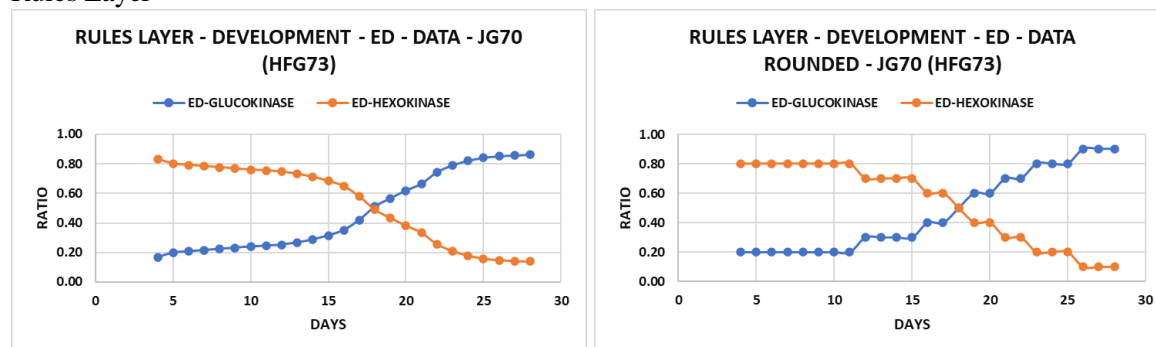 Rules Layer
RULES LAYER - DEVELOPMENT - ED - DATA - JG70
(HFG73)
ED-GLUCOKINASE ED-HEXOKINASE
1.00
0.80
0.60
0.40
0.20
0.00
RATIO
0 5 10 15 20 25 30
DAYS
RULES LAYER - DEVELOPMENT - ED - DATA
ROUNDED - JG70 (HFG73)
ED-GLUCOKINASE ED-HEXOKINASE
1.00
0.80
0.60
0.40
0.20
0.00
RATIO
0 5 10 15 20 25 30
DAYS